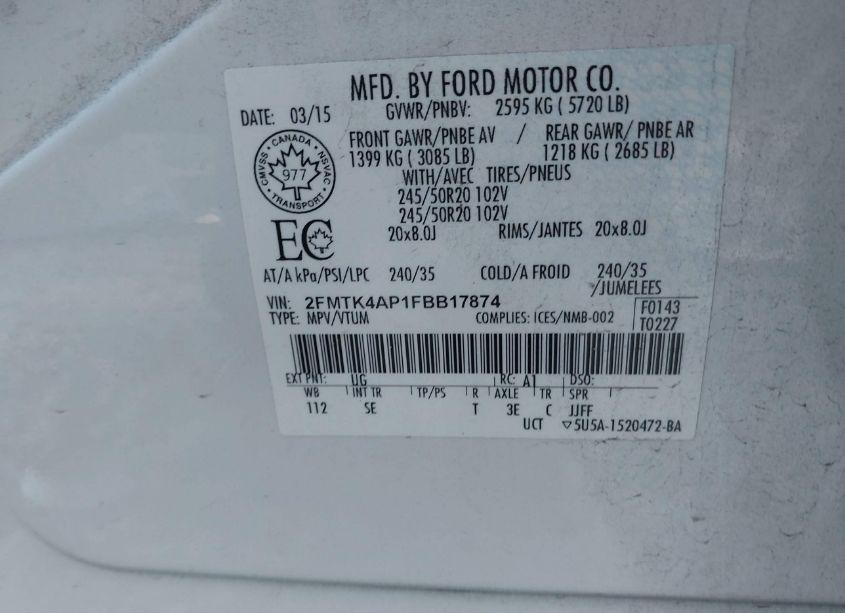 MFD. BY FORD MOTOR CO.
DATE: 03/15 GVWR/PNBV: 2595 KG ( 5720 LB)
FRONT GAWR/PNBE AV / REAR GAWR/ PNBE AR
1399 KG ( 3085 LB) 1218 KG ( 2685 LB)
WITH/AVEC TIRES/PNEUS
245/50R20 102V
245/50R20 102V
20x8.0J RIMS/JANTES 20x8.0J
CANADA
CMVSS • NSVAC
977
TRANSPORT
EC
AT/A kPa/PSI/LPC 240/35 COLD/A FROID 240/35
/JUMELEES
VIN: 2FMTK4AP1FBB17874 F0143
TYPE: MPV/VTUM COMPLIES: ICES/NMB-002 T0227
EXT PNT: UG RC: A1 DSO:
WB INT TR TP/PS R AXLE TR SPR
112 SE T 3E C JJFF
UCT ▽5U5A-1520472-BA